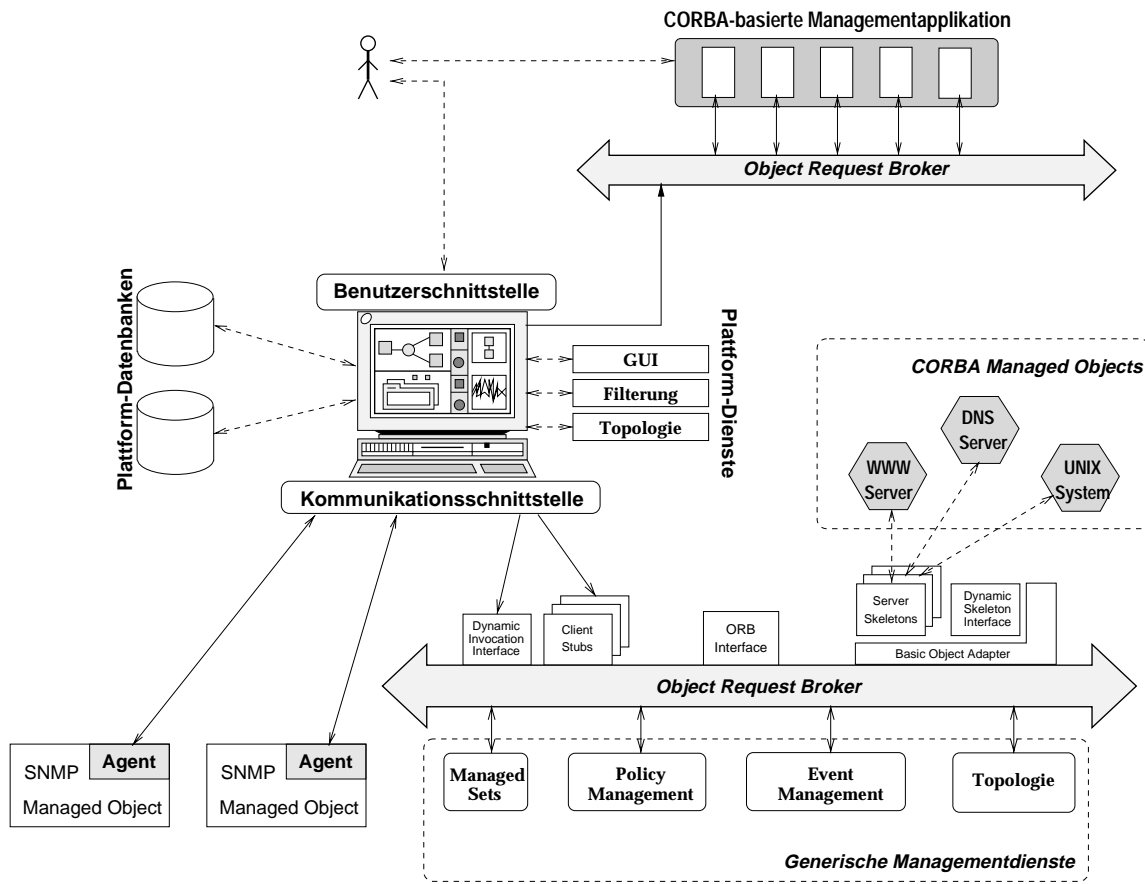 CORBA-basierte Managementapplikation
Object Request Broker
Benutzerschnittstelle
Plattform-Datenbanken
GUI
Filterung
Topologie
Plattform-Dienste
Kommunikationsschnittstelle
CORBA Managed Objects
DNS
Server
WWW
Server
UNIX
System
Dynamic
Invocation
Interface
Client
Stubs
ORB
Interface
Server
Skeletons
Dynamic
Skeleton
Interface
Basic Object Adapter
Object Request Broker
SNMP
Agent
Managed Object
SNMP
Agent
Managed Object
Managed
Sets
Policy
Management
Event
Management
Topologie
Generische Managementdienste